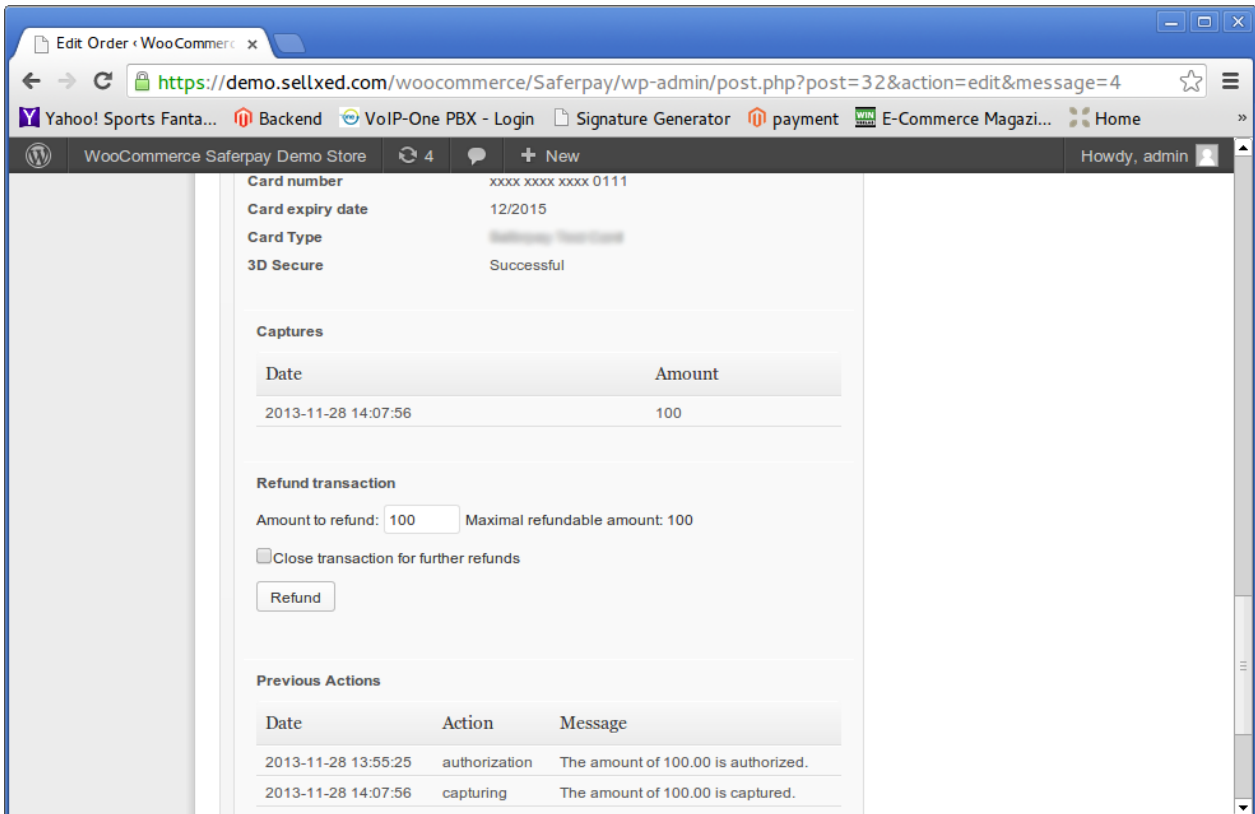 Edit Order ‹ WooCommerc
https://demo.sellxed.com/woocommerce/Saferpay/wp-admin/post.php?post=32&action=edit&message=4
Yahoo! Sports Fanta... Backend VoIP-One PBX - Login Signature Generator payment E-Commerce Magazi... Home »
WooCommerce Saferpay Demo Store 4 + New Howdy, admin
Card number xxxx xxxx xxxx 0111
Card expiry date 12/2015
Card Type
3D Secure Successful
Captures
Date Amount
2013-11-28 14:07:56 100
Refund transaction
Amount to refund: 100 Maximal refundable amount: 100
Close transaction for further refunds
Refund
Previous Actions
Date Action Message
2013-11-28 13:55:25 authorization The amount of 100.00 is authorized.
2013-11-28 14:07:56 capturing The amount of 100.00 is captured.